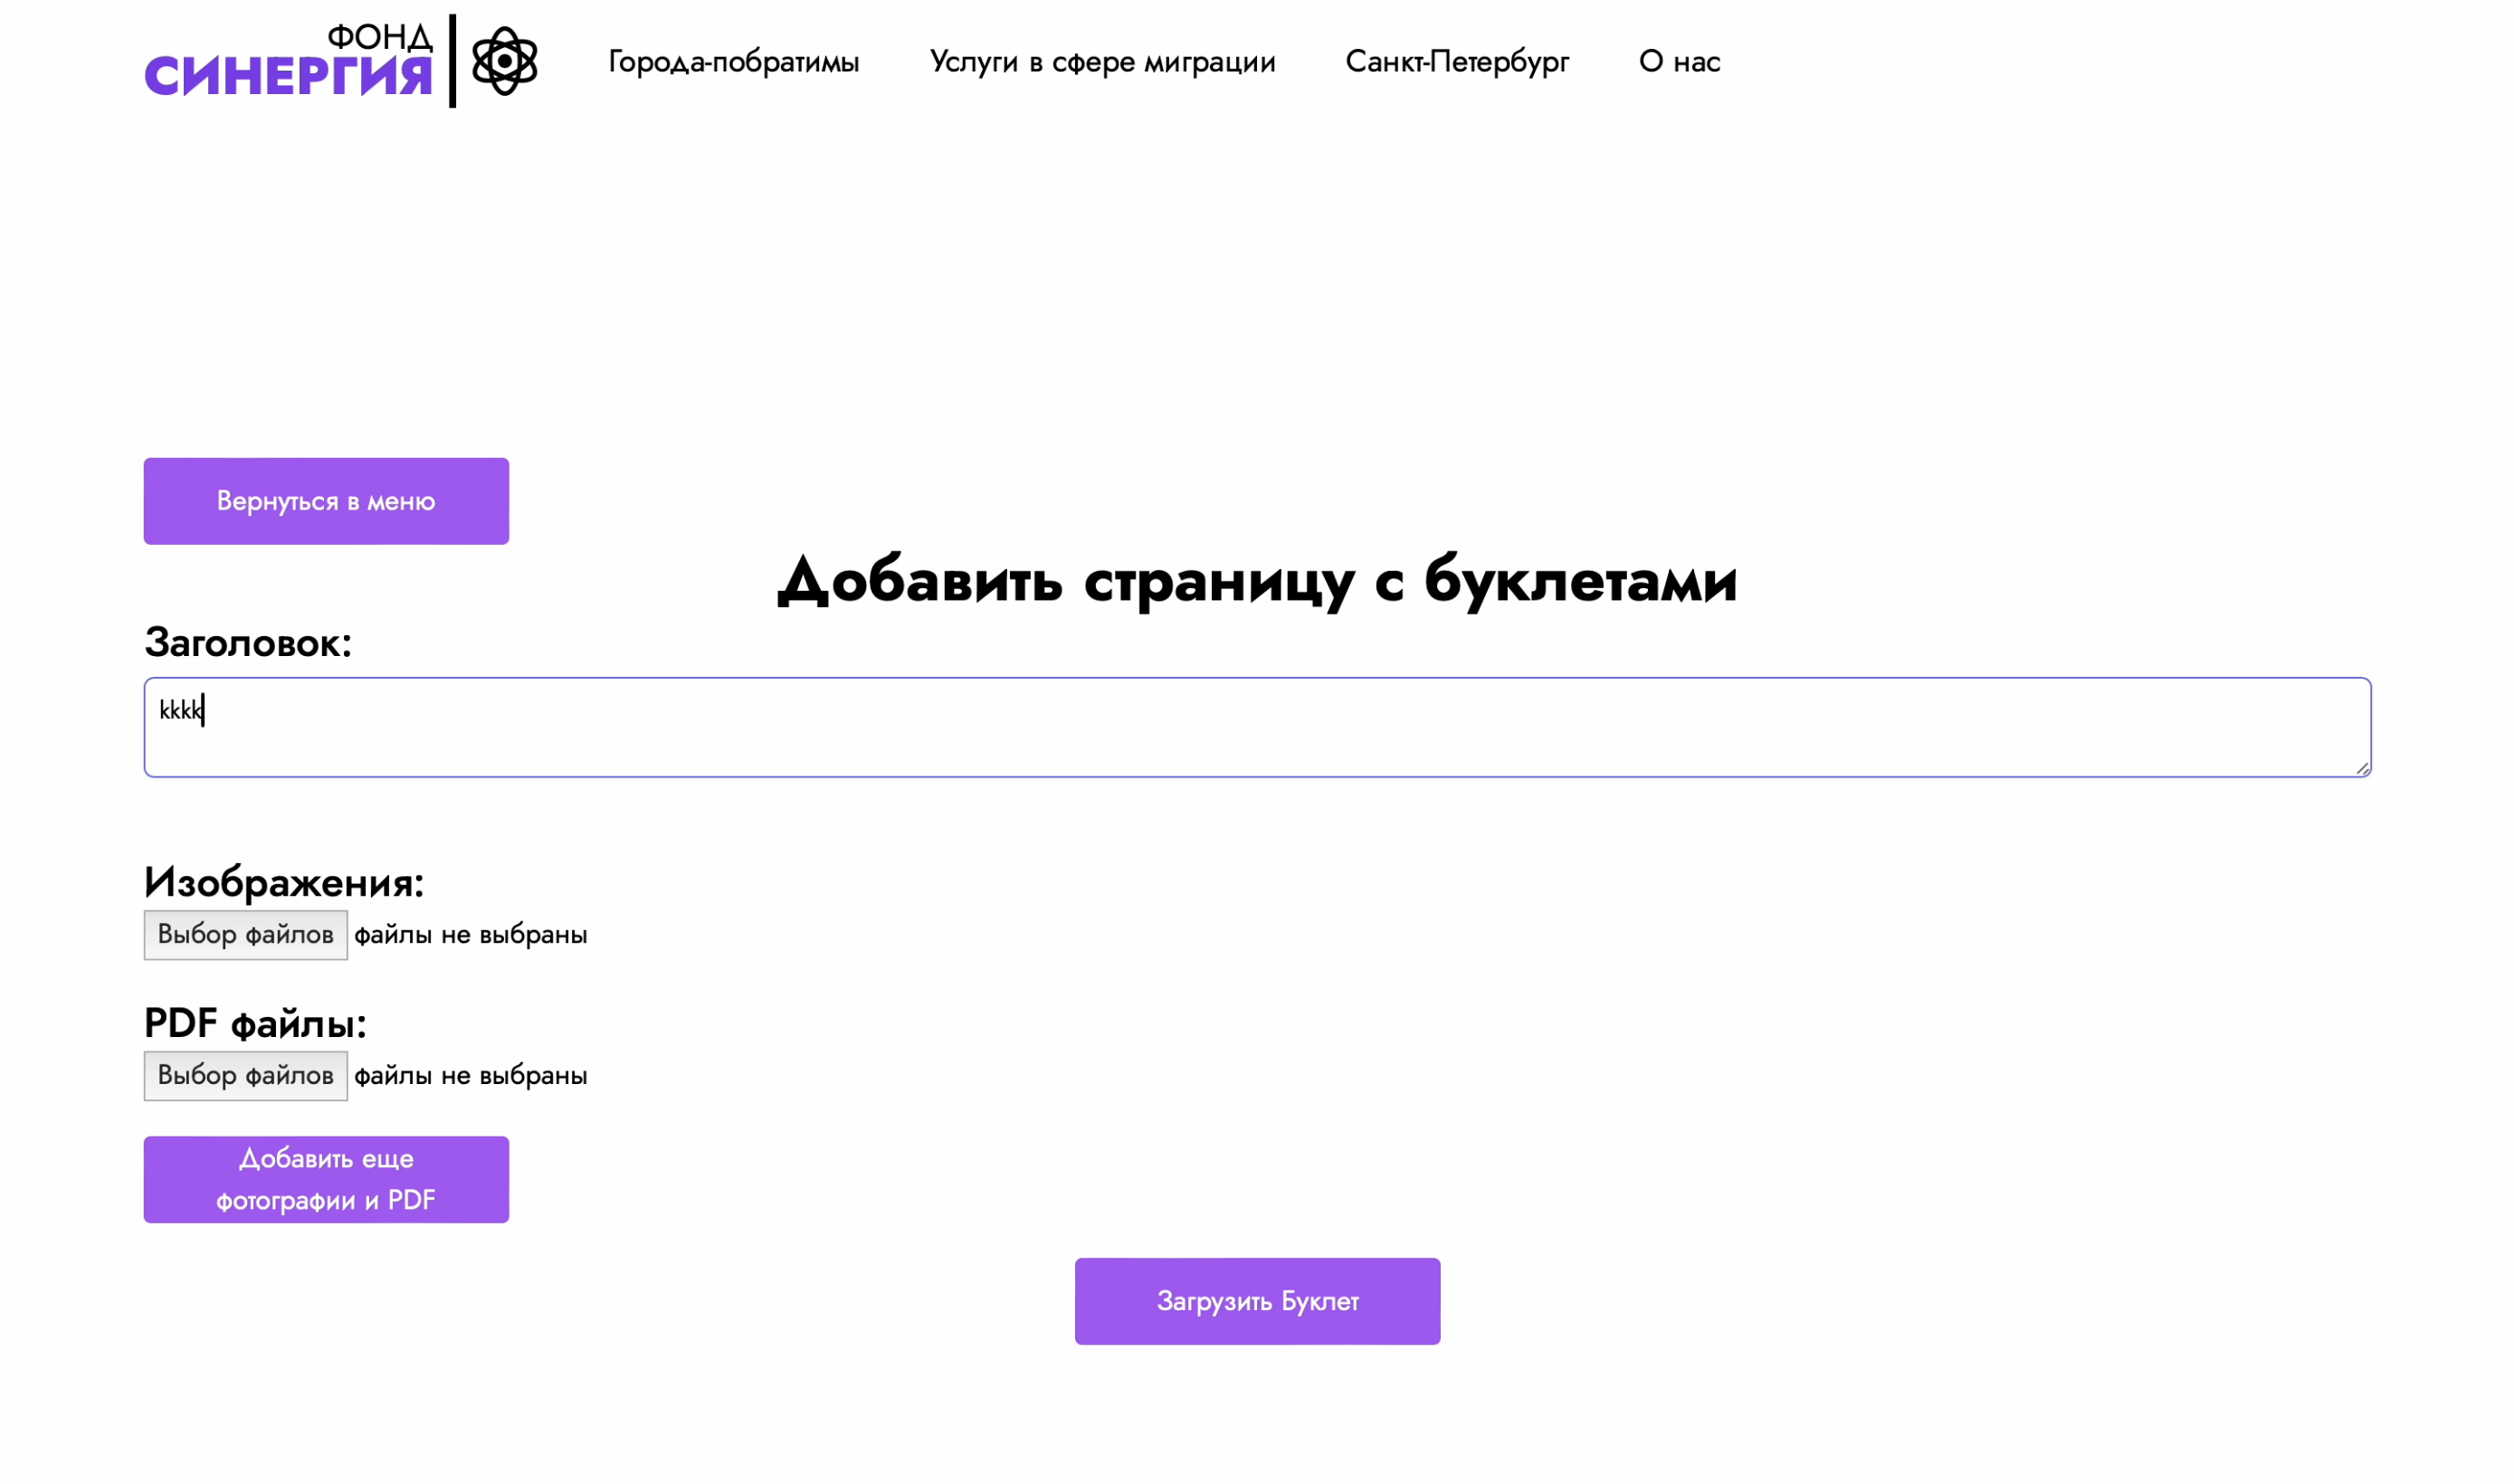 ФОНД
СИНЕРГИЯ
Города-побратимы Услуги в сфере миграции Санкт-Петербург О нас
Вернуться в меню
Добавить страницу с буклетами
Заголовок:
kkkk
Изображения:
Выбор файлов файлы не выбраны
PDF файлы:
Выбор файлов файлы не выбраны
Добавить еще
фотографии и PDF
Загрузить Буклет